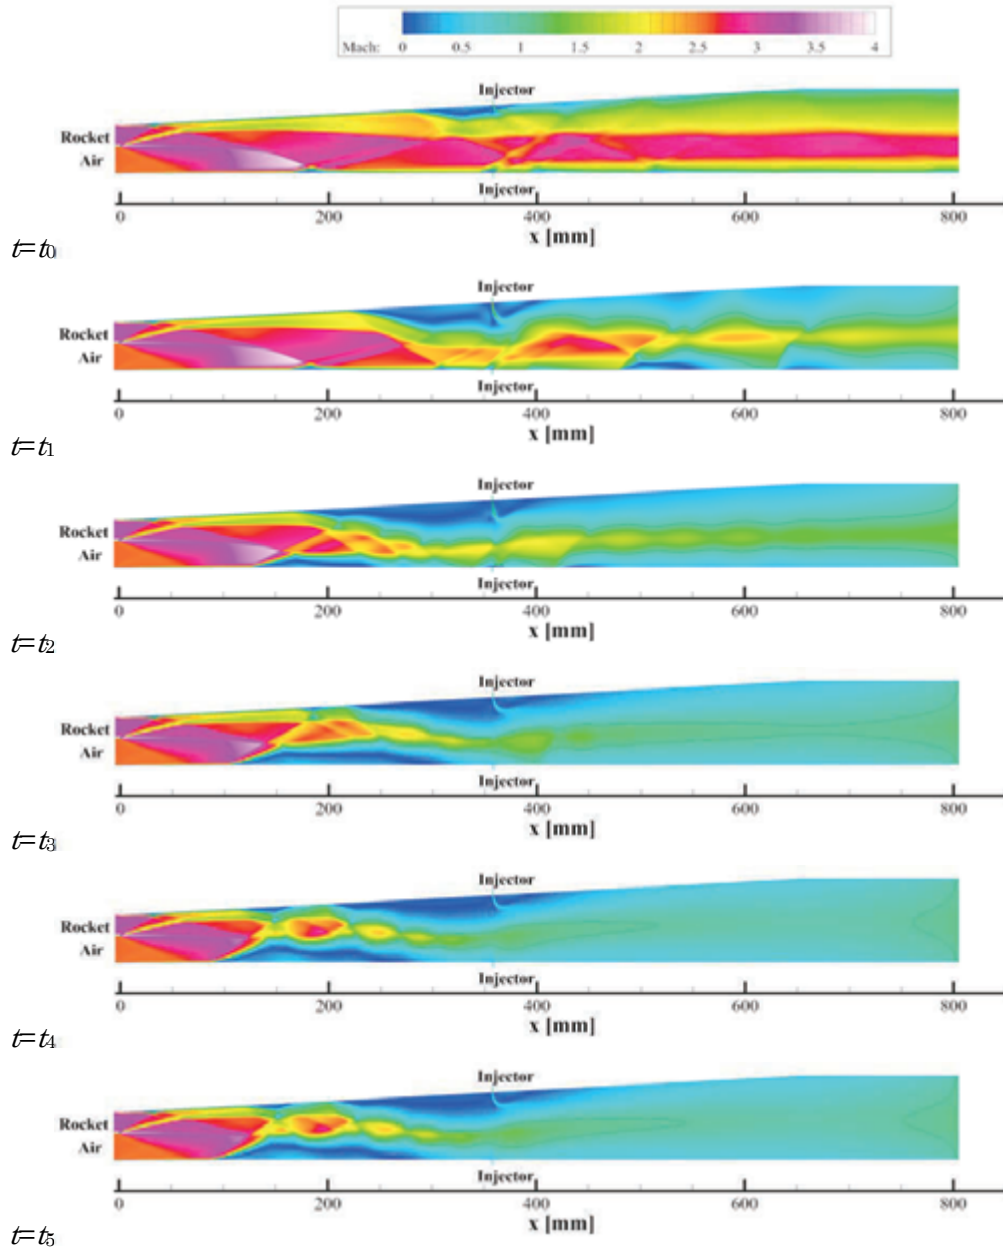 Mach: 0 0.5 1 1.5 2 2.5 3 3.5 4
Injector
Rocket
Air
Injector
0 200 400 600 800
x [mm]
t=t0
Injector
Rocket
Air
Injector
0 200 400 600 800
x [mm]
t=t1
Injector
Rocket
Air
Injector
0 200 400 600 800
x [mm]
t=t2
Injector
Rocket
Air
Injector
0 200 400 600 800
x [mm]
t=t3
Injector
Rocket
Air
Injector
0 200 400 600 800
x [mm]
t=t4
Injector
Rocket
Air
Injector
0 200 400 600 800
x [mm]
t=t5